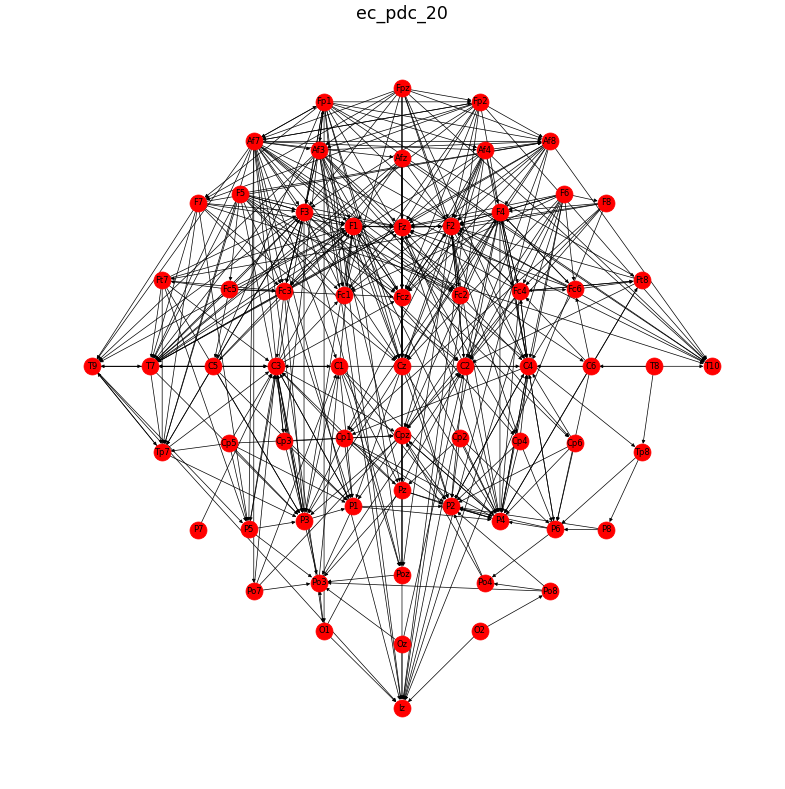 ec_pdc_20
Fpz
Fp1 Fp2
Af7 Af8
Af3 Af4
Afz
F5 F6
F7 F8
F3 F4
F1 Fz F2
Ft7 Ft8
Fc5 Fc6
Fc3 Fc4
Fc1 Fcz Fc2
T9 T7 C5 C3 C1 Cz C2 C4 C6 T8 T10
Cpz
Cp1 Cp2
Cp3 Cp4
Cp5 Cp6
Tp7 Tp8
Pz
P1 P2
P3 P4
P7 P5 P6 P8
Poz
Po3 Po4
Po7 Po8
O1 O2
Oz
Iz